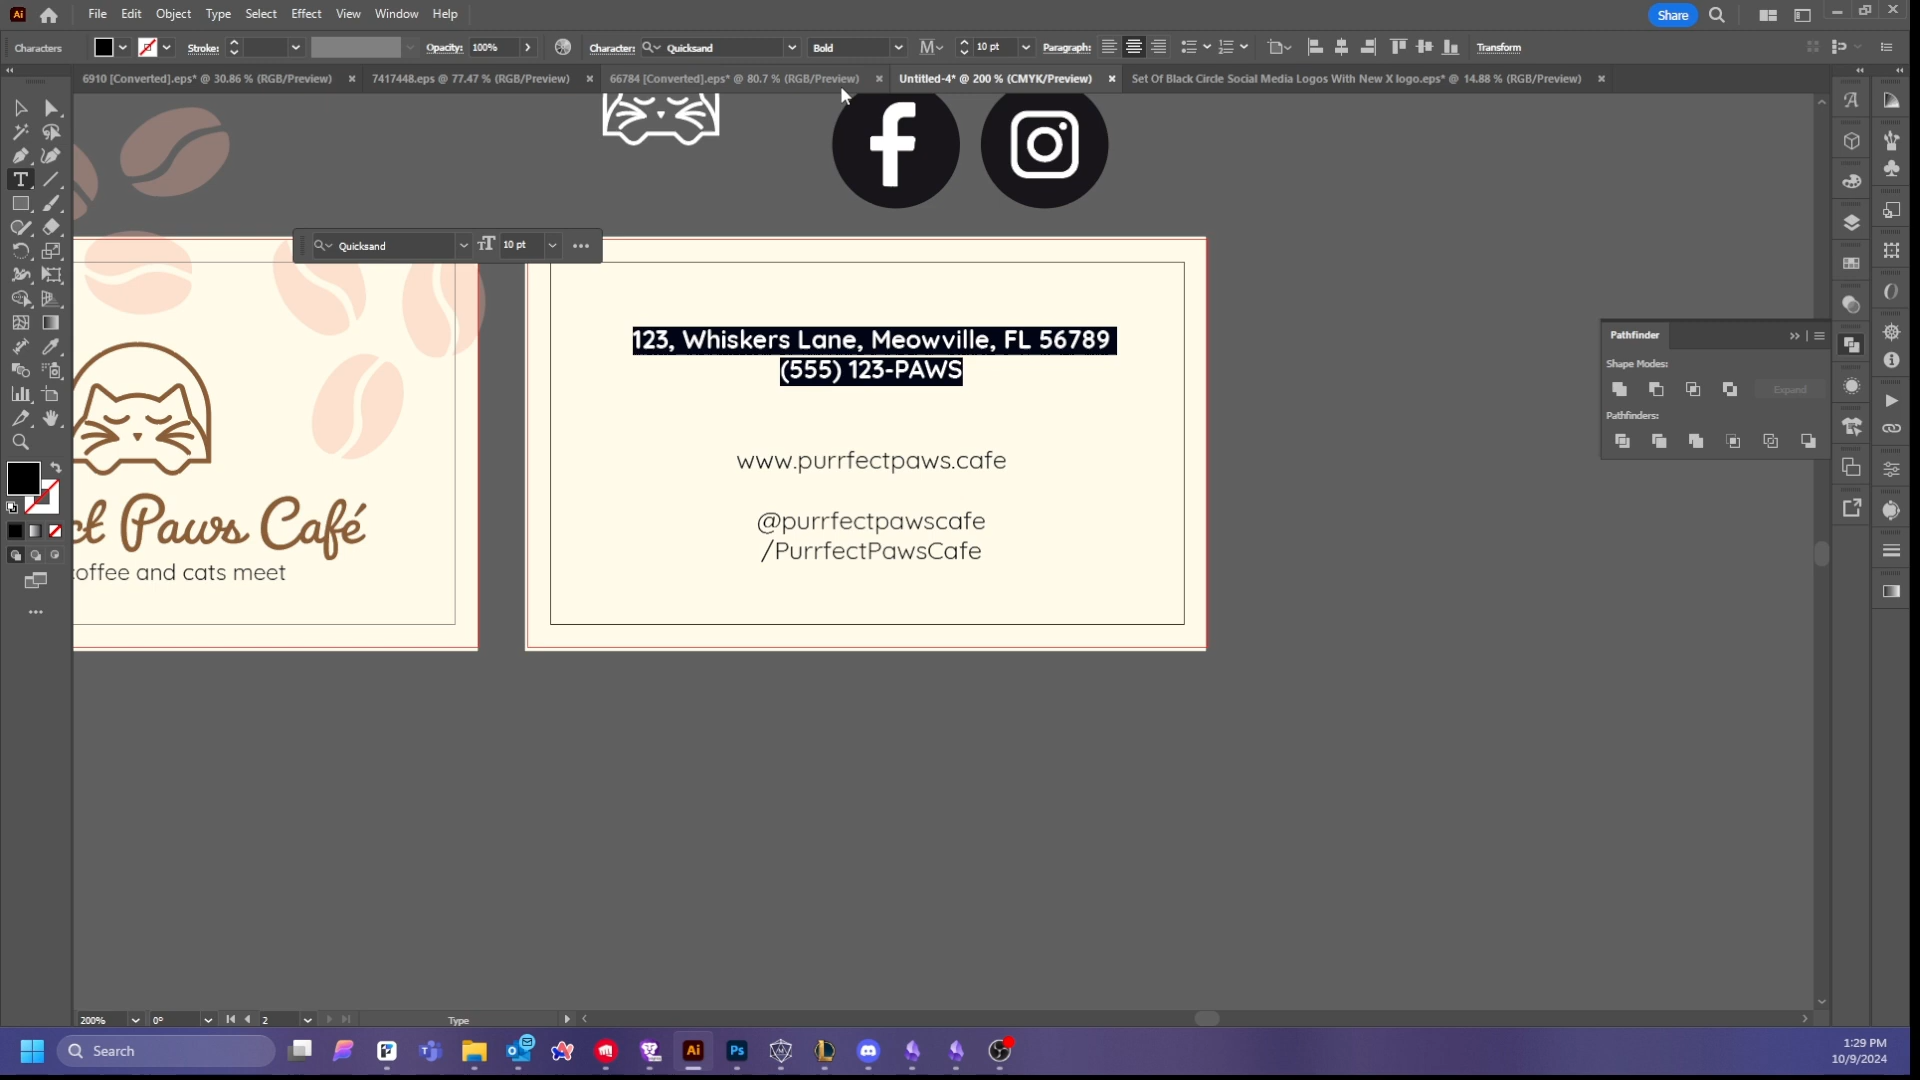 Ai File Edit Object Type Select Effect View Window Help Share
Characters Stroke: Opacity: 100% Character: Quicksand Bold 10 pt Paragraph: Transform
6910 [Converted].eps* @ 30.86 % (RGB/Preview) × 7417448.eps @ 77.47 % (RGB/Preview) × 66784 [Converted].eps* @ 80.7 % (RGB/Preview) × Untitled-4* @ 200 % (CMYK/Preview) × Set Of Black Circle Social Media Logos With New X logo.eps* @ 14.88 % (RGB/Preview) ×
Quicksand 10 pt
123, Whiskers Lane, Meowville, FL 56789
(555) 123-PAWS
www.purrfectpaws.cafe
@purrfectpawscafe
/PurrfectPawsCafe
ct Paws Café
coffee and cats meet
Pathfinder
Shape Modes:
Expand
Pathfinders:
200% 0° 2 Type
Search
Ai Ps
1:29 PM
10/9/2024